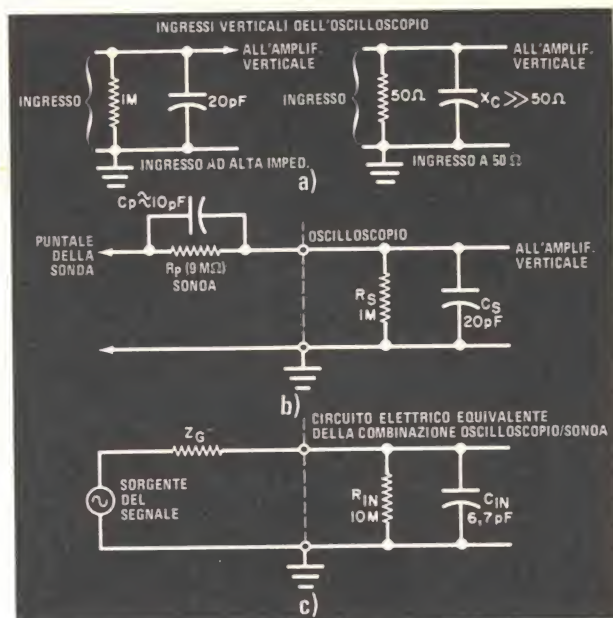 INGRESSI VERTICALI DELL'OSCILLOSCOPIO
ALL'AMPLIF.
VERTICALE
INGRESSO
1M
20pF
INGRESSO AD ALTA IMPED.
ALL'AMPLIF.
VERTICALE
INGRESSO
50Ω
Xc>>50Ω
INGRESSO A 50 Ω
a)
Cp≈10pF
PUNTALE
DELLA
SONDA
Rp (9 MΩ)
SONDA
OSCILLOSCOPIO
ALL'AMPLIF.
VERTICALE
RS
1M
CS
20pF
b)
CIRCUITO ELETTRICO EQUIVALENTE
DELLA COMBINAZIONE OSCILLOSCOPIO/SONDA
ZG
SORGENTE
DEL
SEGNALE
RIN
10M
CIN
6,7pF
c)